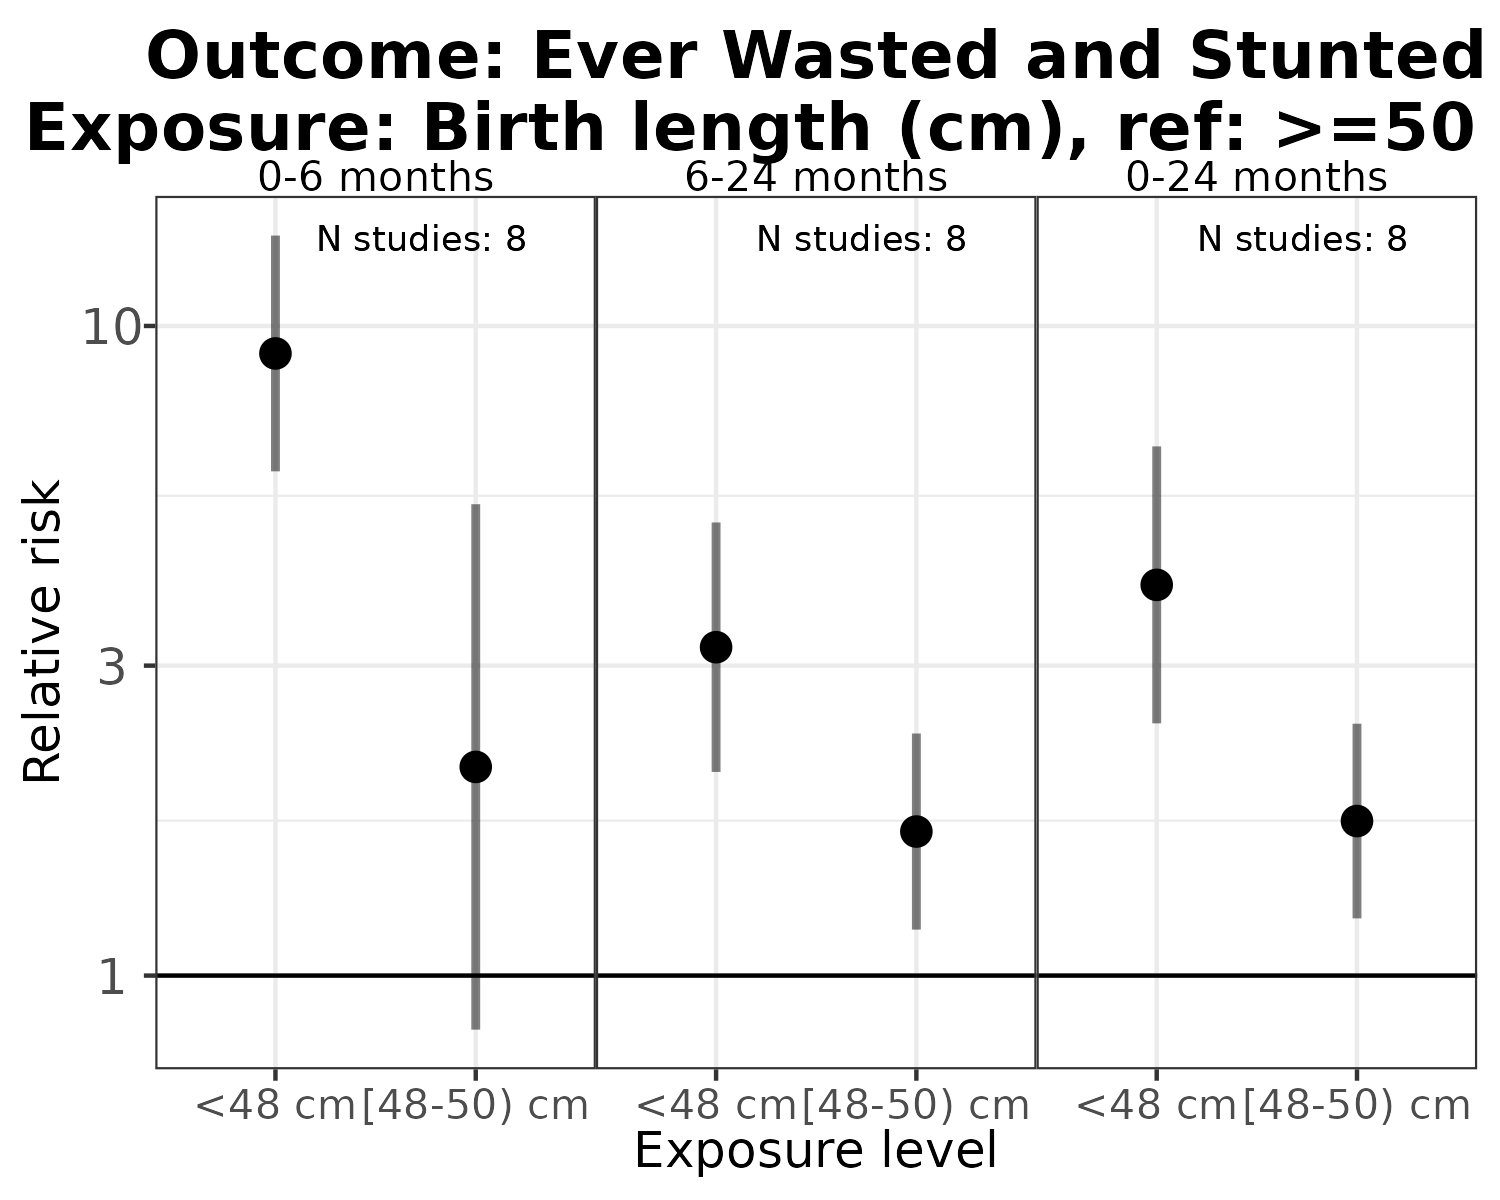 Outcome: Ever Wasted and Stunted
Exposure: Birth length (cm), ref: >=50
0-6 months
6-24 months
0-24 months
N studies: 8
N studies: 8
N studies: 8
10
3
1
Relative risk
<48 cm
[48-50) cm
<48 cm
[48-50) cm
<48 cm
[48-50) cm
Exposure level